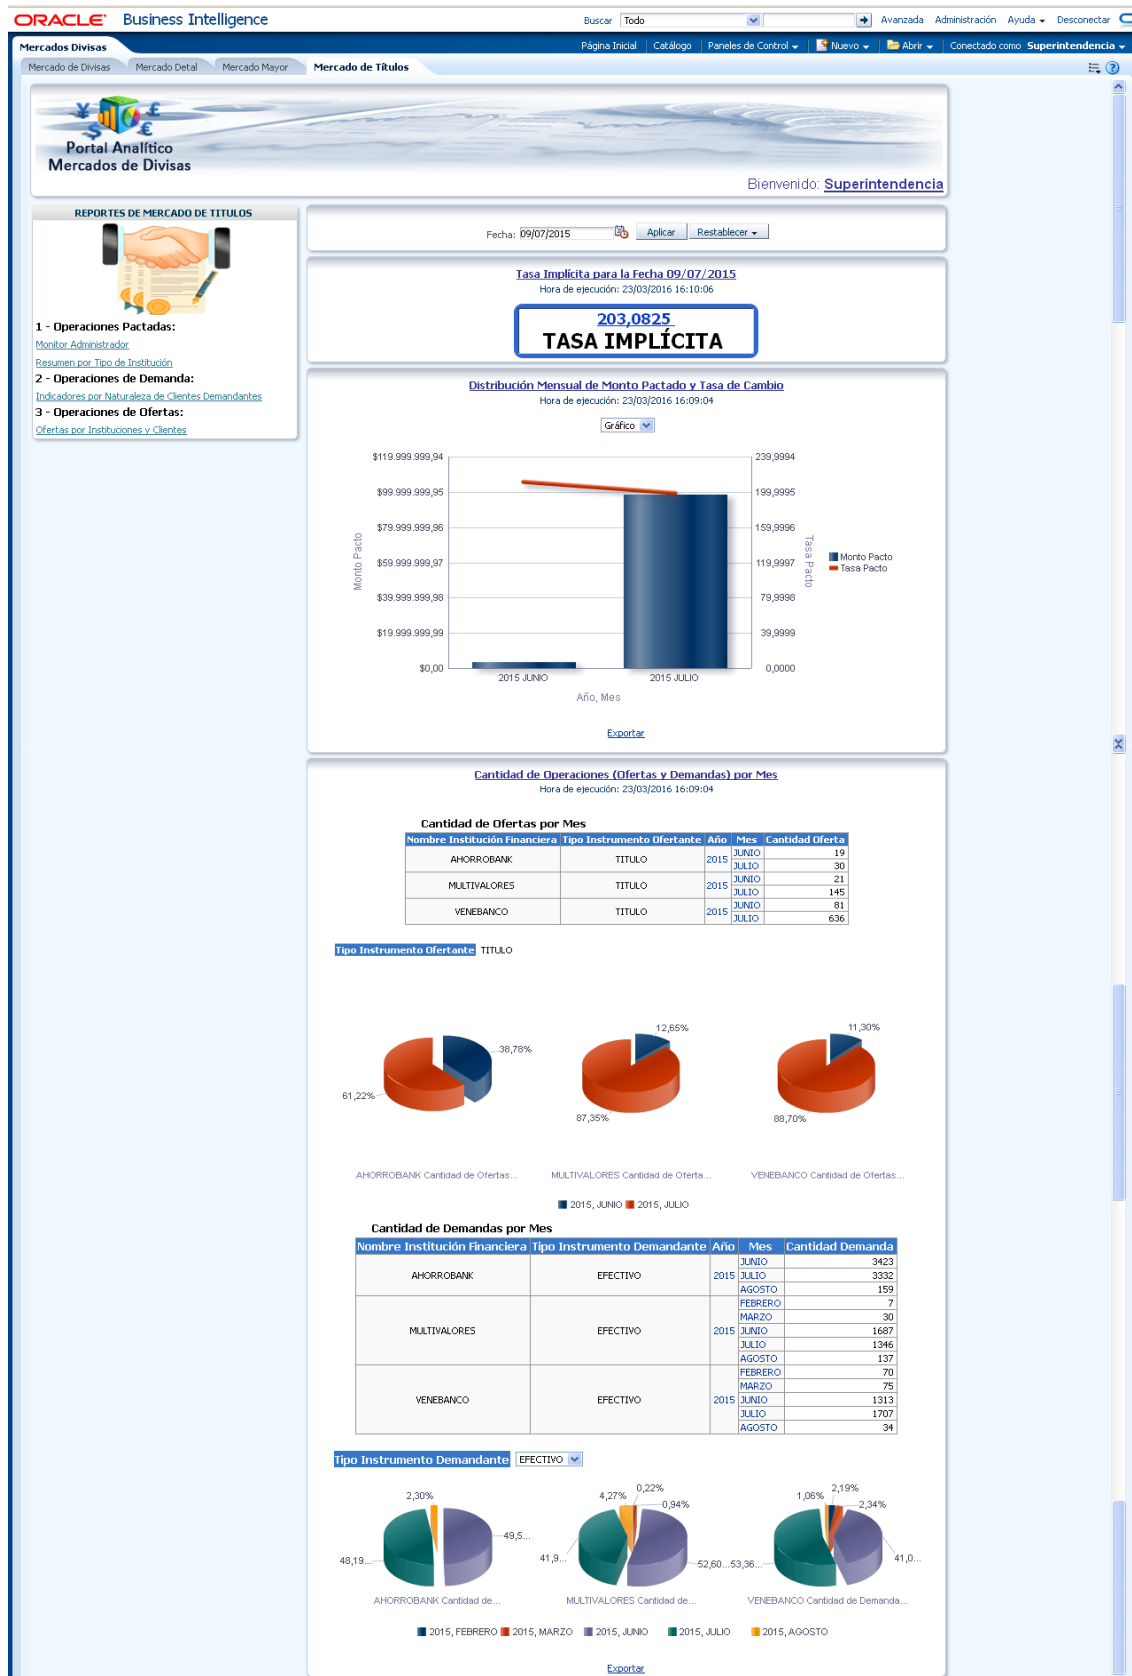 ORACLE Business Intelligence
Buscar Todo Avanzada Administración Ayuda Desconectar
Mercados Divisas
Página Inicial Catálogo Paneles de Control Nuevo Abrir Conectado como Superintendencia
Mercado de Divisas Mercado Detal Mercado Mayor Mercado de Títulos
Portal Analítico
Mercados de Divisas
Bienvenido: Superintendencia
REPORTES DE MERCADO DE TITULOS
1 - Operaciones Pactadas:
Monitor Administrador
Resumen por Tipo de Institución
2 - Operaciones de Demanda:
Indicadores por Naturaleza de Clientes Demandantes
3 - Operaciones de Ofertas:
Ofertas por Instituciones y Clientes
Fecha: 09/07/2015 Aplicar Restablecer
Tasa Implícita para la Fecha 09/07/2015
Hora de ejecución: 23/03/2016 16:10:06
203,0825
TASA IMPLÍCITA
Distribución Mensual de Monto Pactado y Tasa de Cambio
Hora de ejecución: 23/03/2016 16:09:04
Gráfico
$119.999.999,94 239,9994
$99.999.999,95 199,9995
$79.999.999,96 159,9996
$59.999.999,97 119,9997
$39.999.999,98 79,9998
$19.999.999,99 39,9999
$0,00 0,0000
Monto Pacto
Tasa Pacto
Monto Pacto
Tasa Pacto
2015 JUNIO 2015 JULIO
Año, Mes
Exportar
Cantidad de Operaciones (Ofertas y Demandas) por Mes
Hora de ejecución: 23/03/2016 16:09:04
Cantidad de Ofertas por Mes
Nombre Institución Financiera Tipo Instrumento Ofertante Año Mes Cantidad Oferta
AHORROBANK TITULO 2015 JUNIO 19
JULIO 30
MULTIVALORES TITULO 2015 JUNIO 21
JULIO 145
VENEBANCO TITULO 2015 JUNIO 81
JULIO 636
Tipo Instrumento Ofertante TITULO
38,78% 12,65% 11,30%
61,22% 87,35% 88,70%
AHORROBANK Cantidad de Ofertas... MULTIVALORES Cantidad de Oferta... VENEBANCO Cantidad de Ofertas...
2015, JUNIO 2015, JULIO
Cantidad de Demandas por Mes
Nombre Institución Financiera Tipo Instrumento Demandante Año Mes Cantidad Demanda
AHORROBANK EFECTIVO 2015 JUNIO 3423
JULIO 3332
AGOSTO 159
MULTIVALORES EFECTIVO 2015 FEBRERO 7
MARZO 30
JUNIO 1687
JULIO 1346
AGOSTO 137
VENEBANCO EFECTIVO 2015 FEBRERO 70
MARZO 75
JUNIO 1313
JULIO 1707
AGOSTO 34
Tipo Instrumento Demandante EFECTIVO
2,30% 4,27% 0,22% 0,94% 1,06% 2,19% 2,34%
48,19... 49,5... 41,9... 52,60... 53,36... 41,0...
AHORROBANK Cantidad de... MULTIVALORES Cantidad de... VENEBANCO Cantidad de Demanda...
2015, FEBRERO 2015, MARZO 2015, JUNIO 2015, JULIO 2015, AGOSTO
Exportar